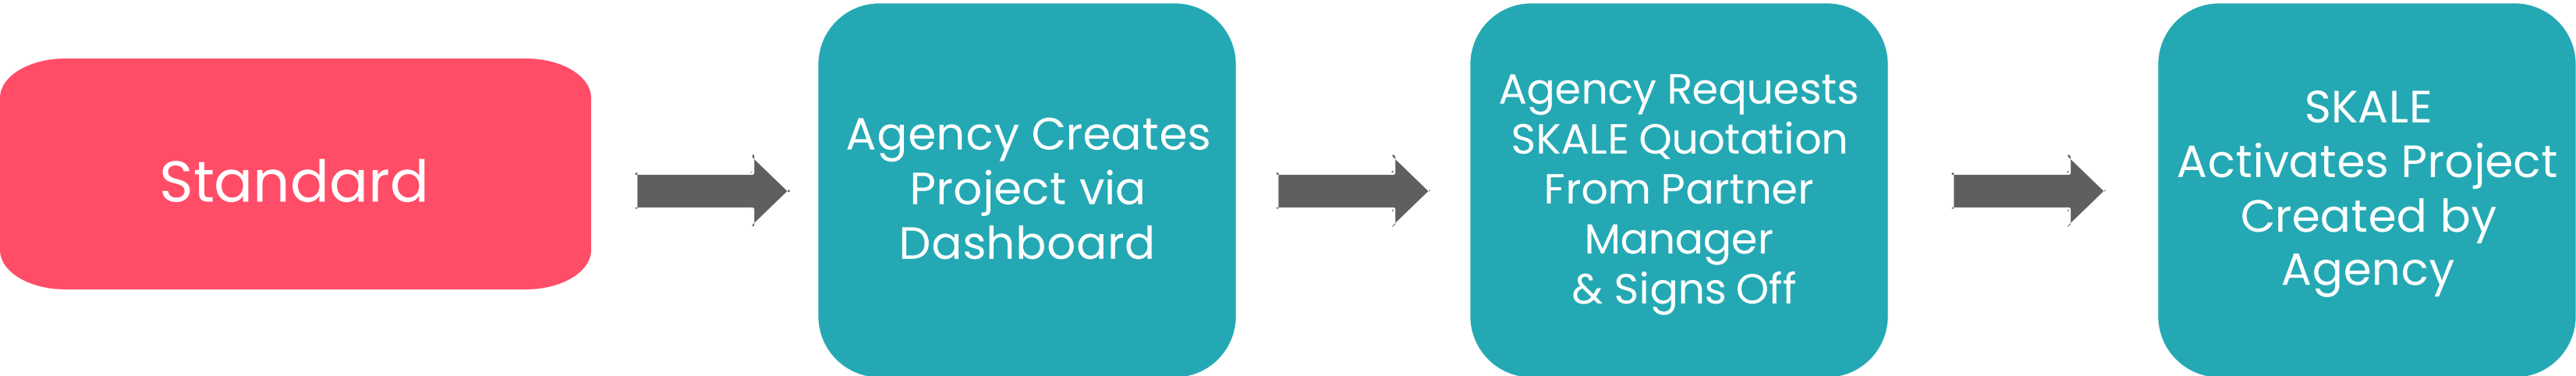 Standard
Agency Creates
Project via
Dashboard
Agency Requests
SKALE Quotation
From Partner
Manager
& Signs Off
SKALE
Activates Project
Created by
Agency